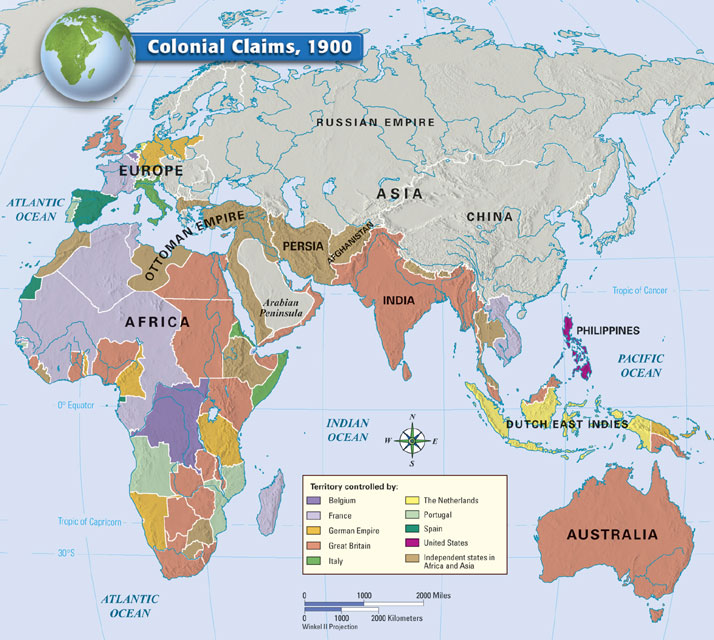 Colonial Claims, 1900
RUSSIAN EMPIRE
EUROPE
ASIA
ATLANTIC
OCEAN
CHINA
OTTOMAN EMPIRE
PERSIA
AFGHANISTAN
Arabian
Peninsula
INDIA
Tropic of Cancer
AFRICA
PHILIPPINES
PACIFIC
OCEAN
0° Equator
INDIAN
OCEAN
N
W
E
S
DUTCH EAST INDIES
Territory controlled by:
Belgium
France
German Empire
Great Britain
Italy
The Netherlands
Portugal
Spain
United States
Independent states in
Africa and Asia
Tropic of Capricorn
AUSTRALIA
30°S
ATLANTIC
OCEAN
0 1000 2000 Miles
0 1000 2000 Kilometers
Winkel II Projection